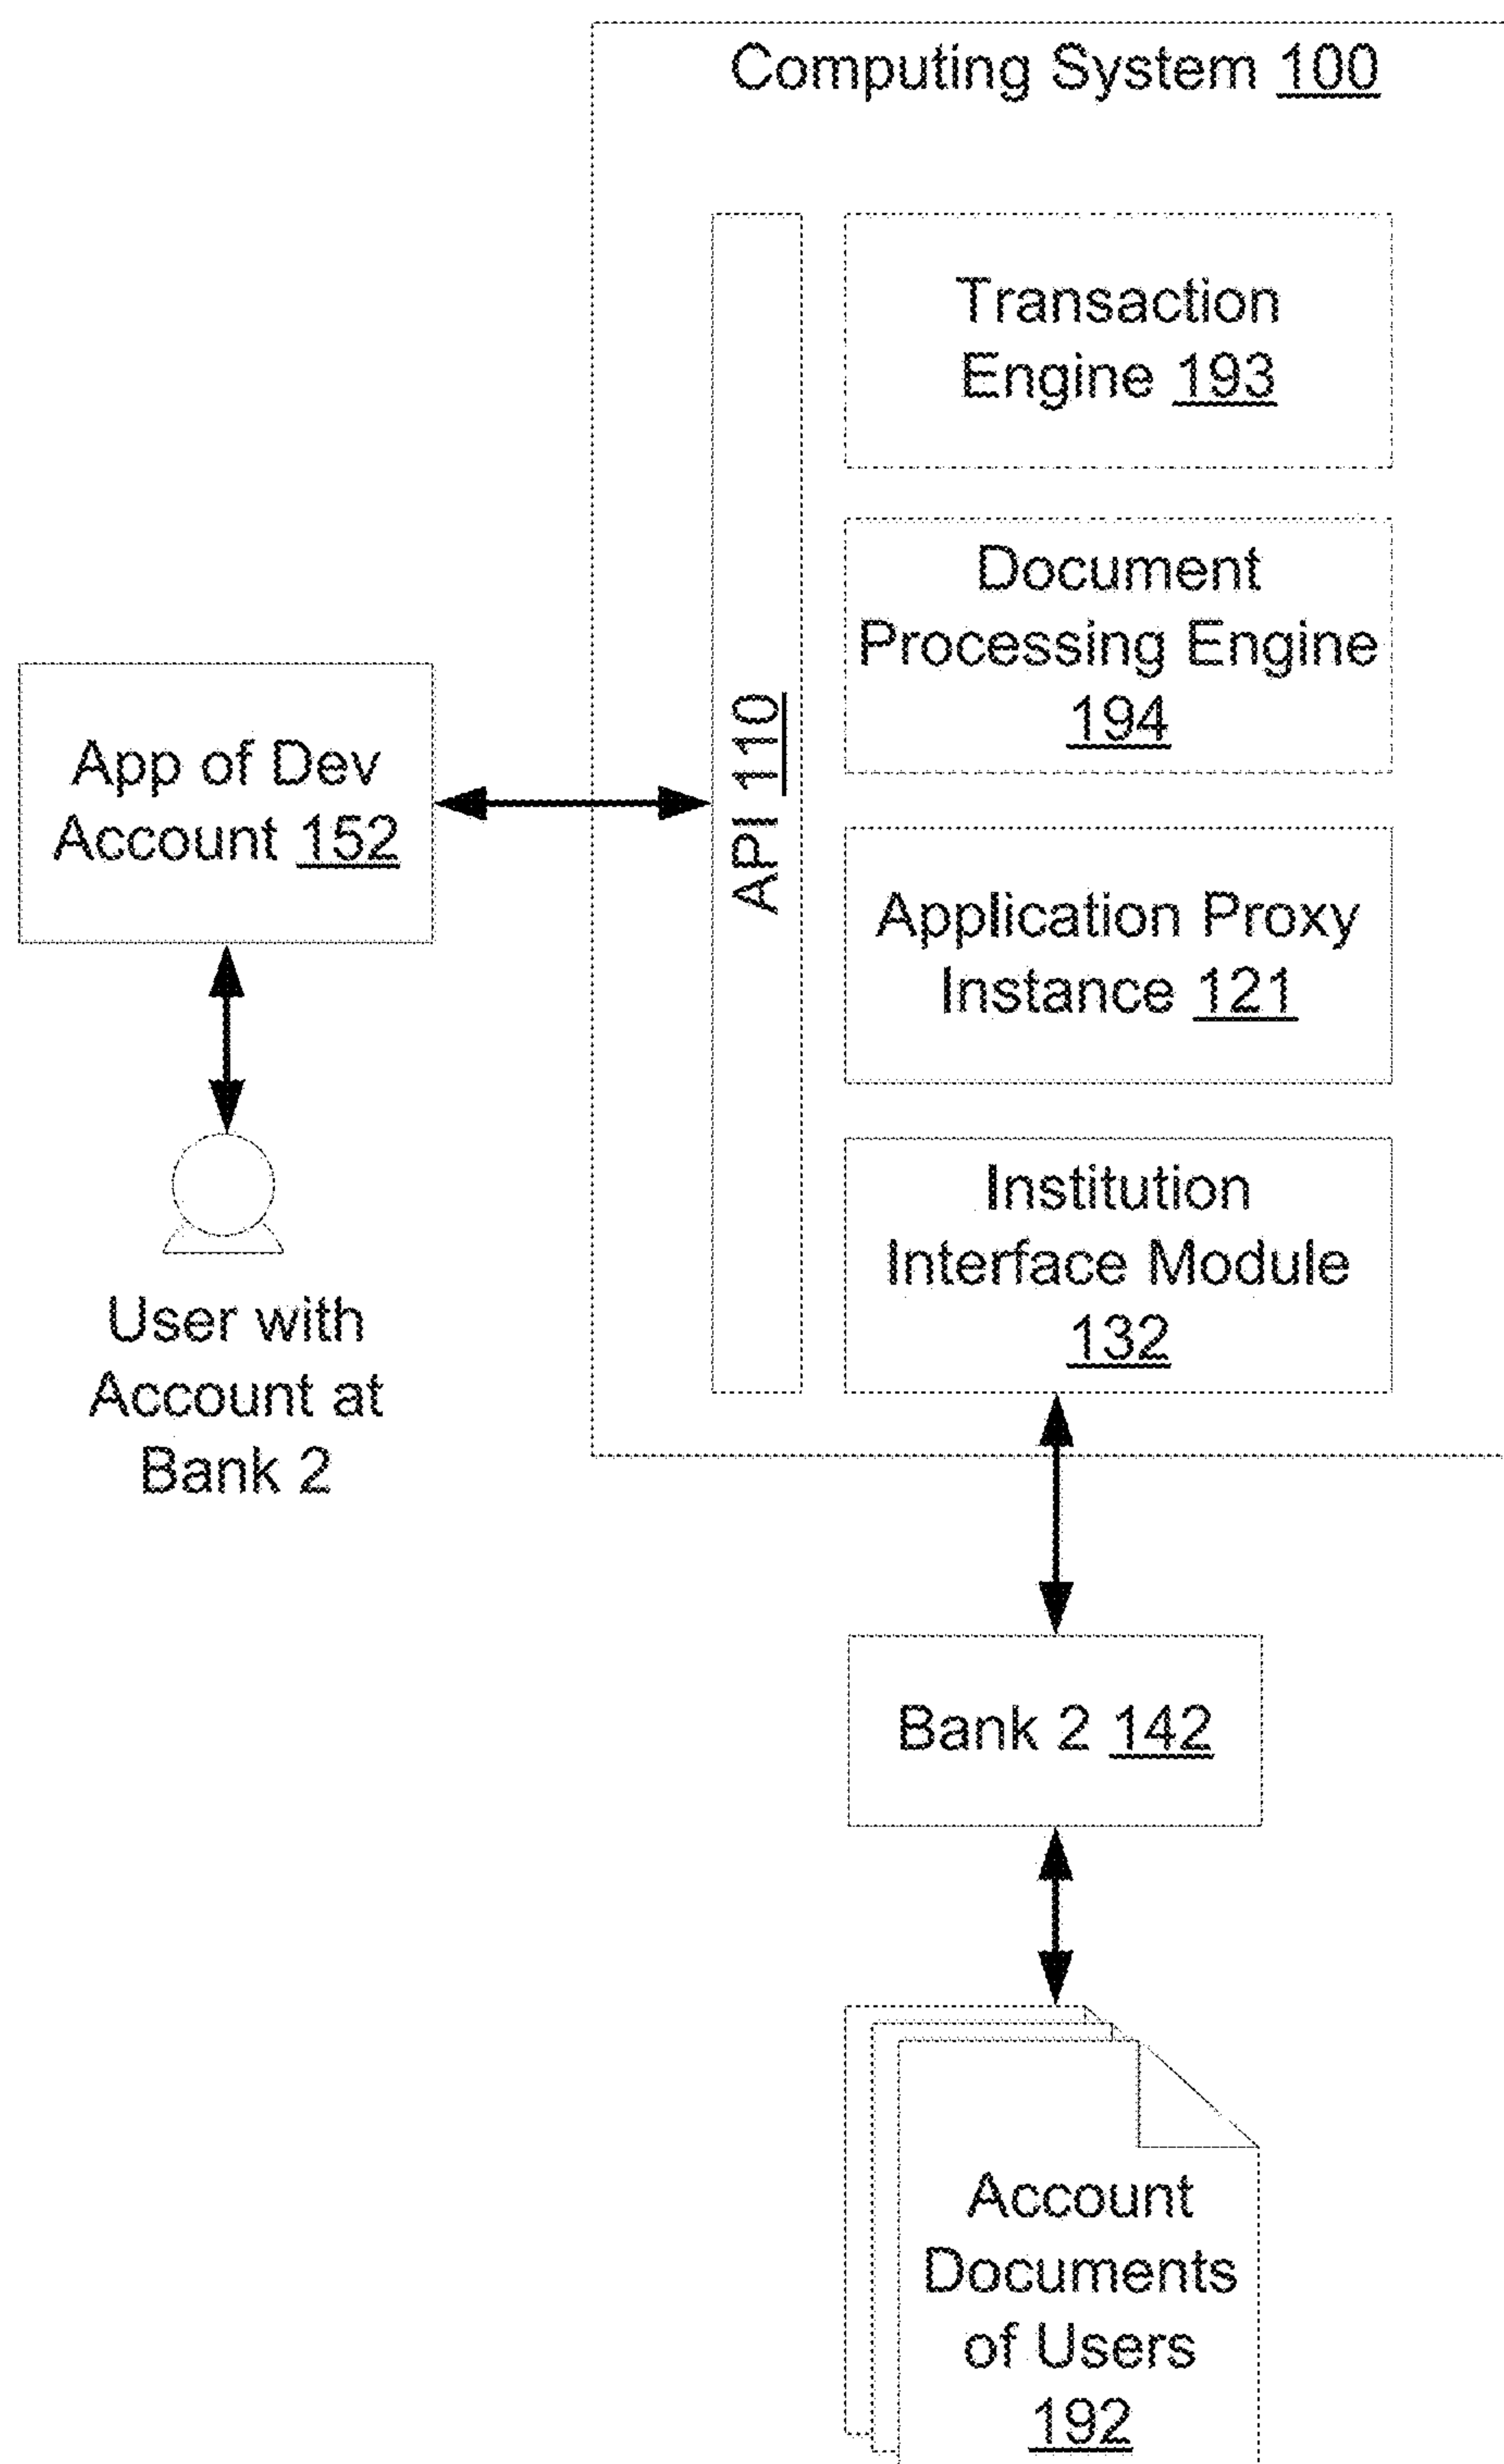 Computing System 100
Transaction
Engine 193
Document
Processing Engine
194
API 110
App of Dev
Account 152
Application Proxy
Instance 121
Institution
Interface Module
132
User with
Account at
Bank 2
Bank 2 142
Account
Documents
of Users
192